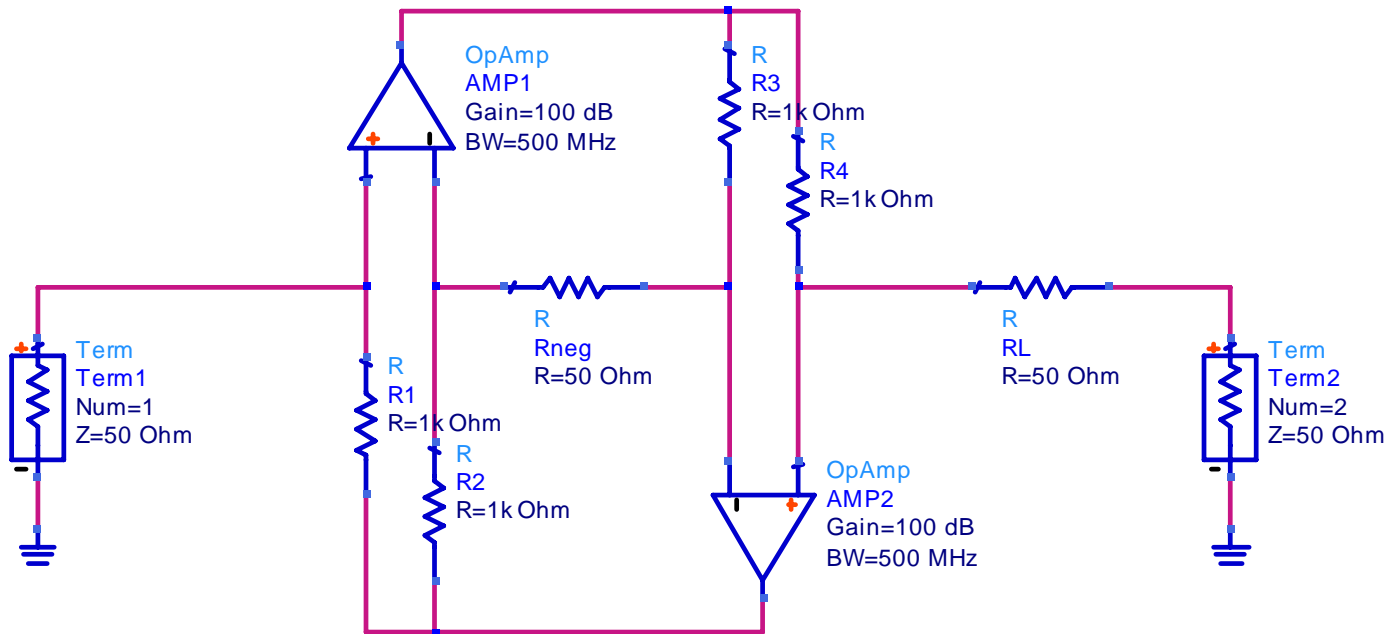 OpAmp
AMP1
Gain=100 dB
BW=500 MHz
R
R3
R=1k Ohm
R
R4
R=1k Ohm
Term
Term1
Num=1
Z=50 Ohm
R
R1
R=1k Ohm
R
R2
R=1k Ohm
R
Rneg
R=50 Ohm
R
RL
R=50 Ohm
Term
Term2
Num=2
Z=50 Ohm
OpAmp
AMP2
Gain=100 dB
BW=500 MHz